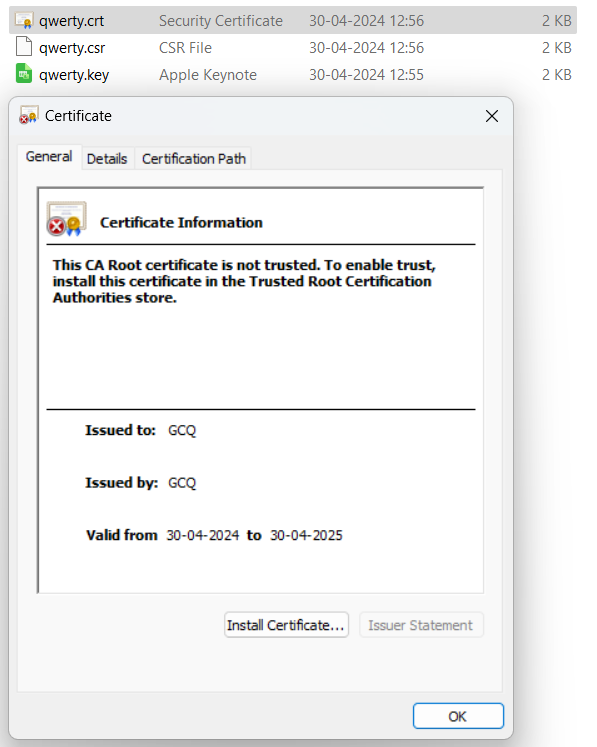 qwerty.crt Security Certificate 30-04-2024 12:56 2 KB
qwerty.csr CSR File 30-04-2024 12:56 2 KB
qwerty.key Apple Keynote 30-04-2024 12:55 2 KB
Certificate
General Details Certification Path
Certificate Information
This CA Root certificate is not trusted. To enable trust,
install this certificate in the Trusted Root Certification
Authorities store.
Issued to: GCQ
Issued by: GCQ
Valid from 30-04-2024 to 30-04-2025
Install Certificate... Issuer Statement
OK